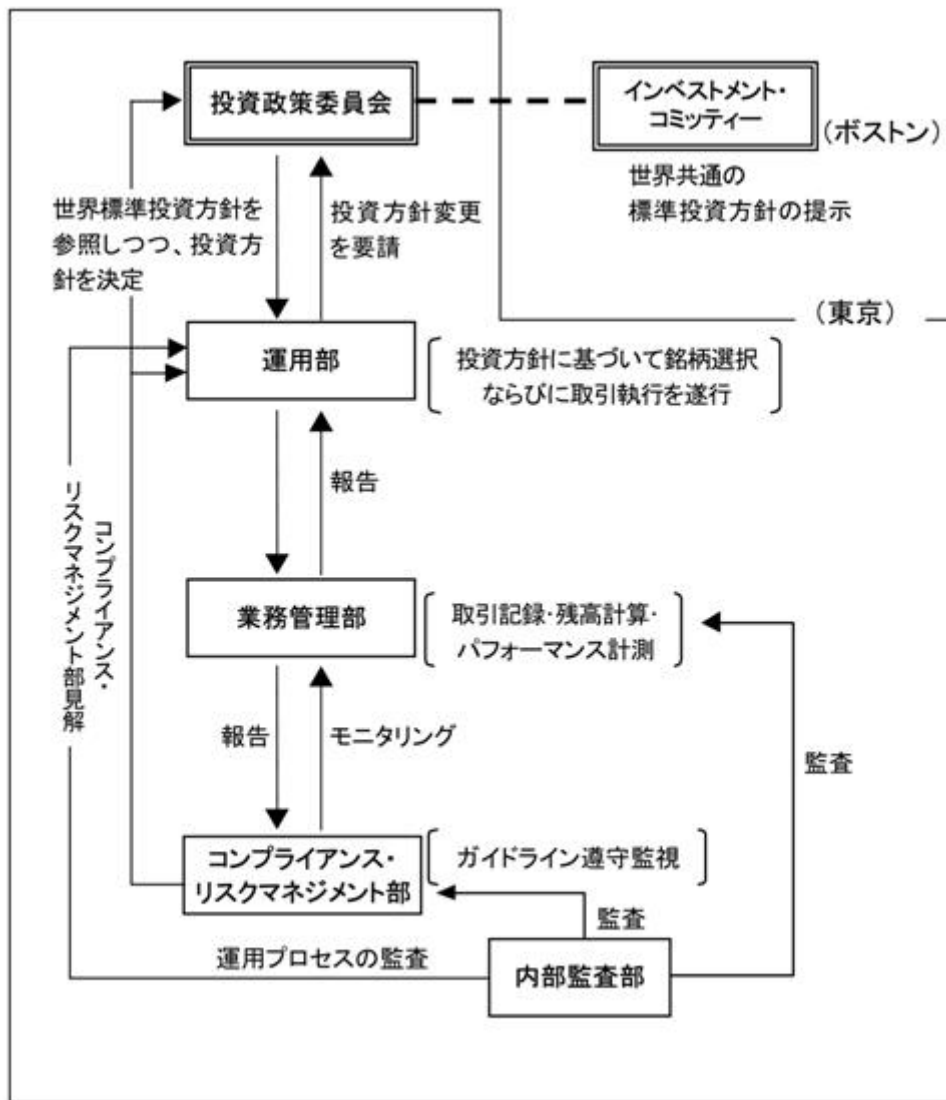 投資政策委員会
インベストメント・
コミッティー
(ボストン)
世界共通の
標準投資方針の提示
世界標準投資方針を
参照しつつ、投資方
針を決定
投資方針変更
を要請
(東京)
運用部
投資方針に基づいて銘柄選択
ならびに取引執行を遂行
報告
コンプライアンス・
リスクマネジメント部見解
業務管理部
取引記録・残高計算・
パフォーマンス計測
報告
モニタリング
監査
コンプライアンス・
リスクマネジメント部
ガイドライン遵守監視
監査
運用プロセスの監査
内部監査部